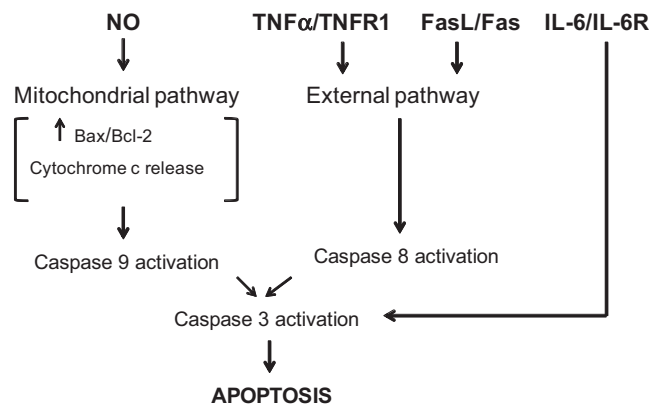 NO TNFα/TNFR1 FasL/Fas IL-6/IL-6R
Mitochondrial pathway External pathway
↑ Bax/Bcl-2
Cytochrome c release
Caspase 9 activation Caspase 8 activation
Caspase 3 activation
APOPTOSIS